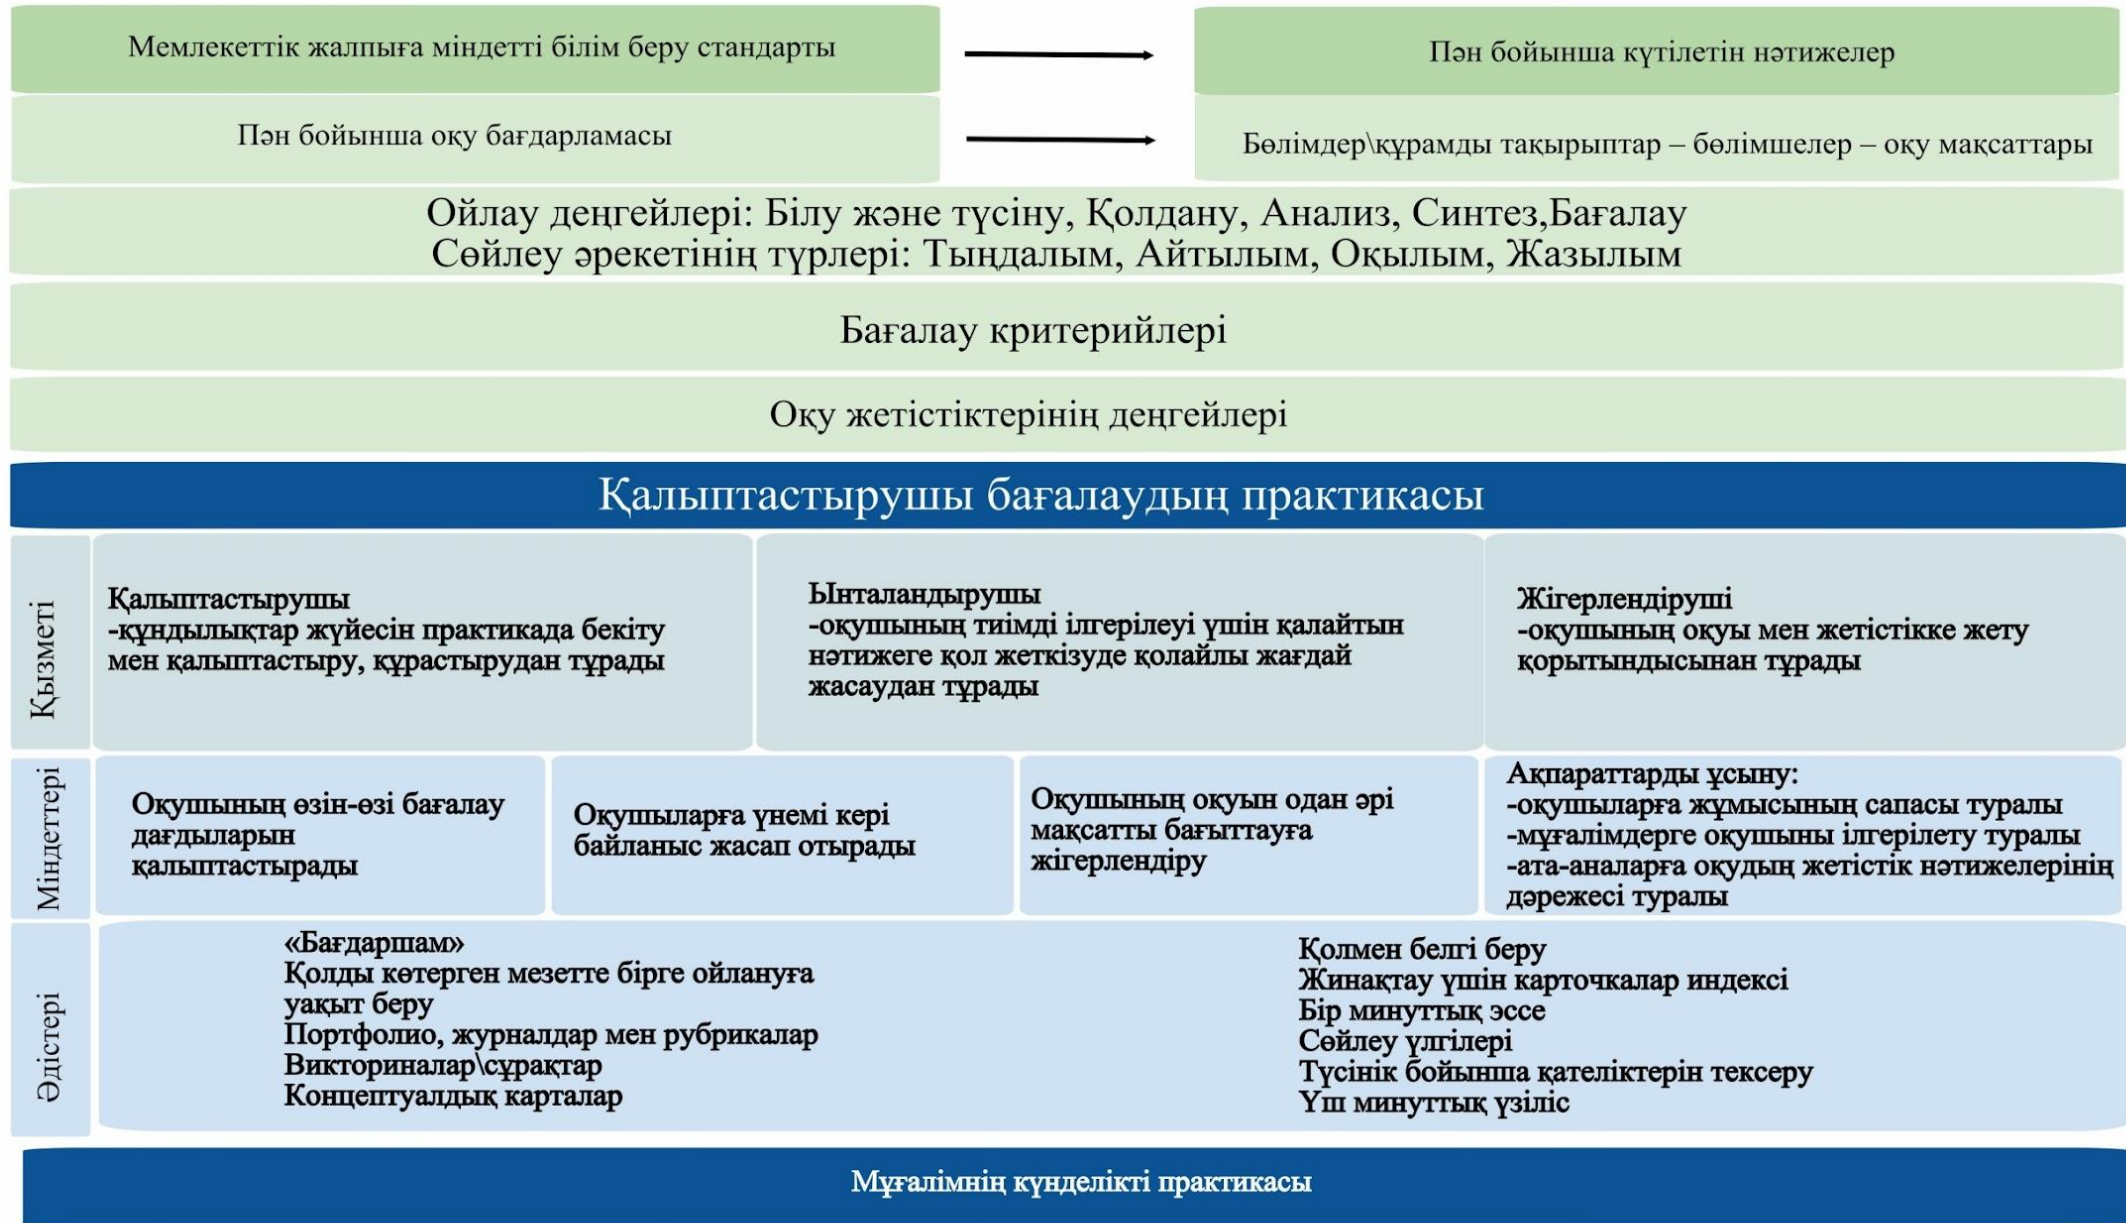 Мемлекеттік жалпыға міндетті білім беру стандарты
Пән бойынша күтілетін нәтижелер
Пән бойынша оқу бағдарламасы
Бөлімдер\құрамды тақырыптар – бөлімшелер – оқу мақсаттары
Ойлау деңгейлері: Білу және түсіну, Қолдану, Анализ, Синтез,Бағалау
Сөйлеу әрекетінің түрлері: Тыңдалым, Айтылым, Оқылым, Жазылым
Бағалау критерийлері
Оқу жетістіктерінің деңгейлері
Қалыптастырушы бағалаудың практикасы
Қызметі
Қалыптастырушы
-құндылықтар жүйесін практикада бекіту
мен қалыптастыру, құрастырудан тұрады
Ынталандырушы
-оқушының тиімді ілгерілеуі үшін қалайтын
нәтижеге қол жеткізуде қолайлы жағдай
жасаудан тұрады
Жігерлендіруші
-оқушының оқуы мен жетістікке жету
қорытындысынан тұрады
Міндеттері
Оқушының өзін-өзі бағалау
дағдыларын
қалыптастырады
Оқушыларға үнемі кері
байланыс жасап отырады
Оқушының оқуын одан әрі
мақсатты бағыттауға
жігерлендіру
Ақпараттарды ұсыну:
-оқушыларға жұмысының сапасы туралы
-мұғалімдерге оқушыны ілгерілету туралы
-ата-аналарға оқудың жетістік нәтижелерінің
дәрежесі туралы
Әдістері
«Бағдаршам»
Қолды көтерген мезетте бірге ойлануға
уақыт беру
Портфолио, журналдар мен рубрикалар
Викториналар\сұрақтар
Концептуалдық карталар
Қолмен белгі беру
Жинақтау үшін карточкалар индексі
Бір минуттық эссе
Сөйлеу үлгілері
Түсінік бойынша қателіктерін тексеру
Үш минуттық үзіліс
Мұғалімнің күнделікті практикасы